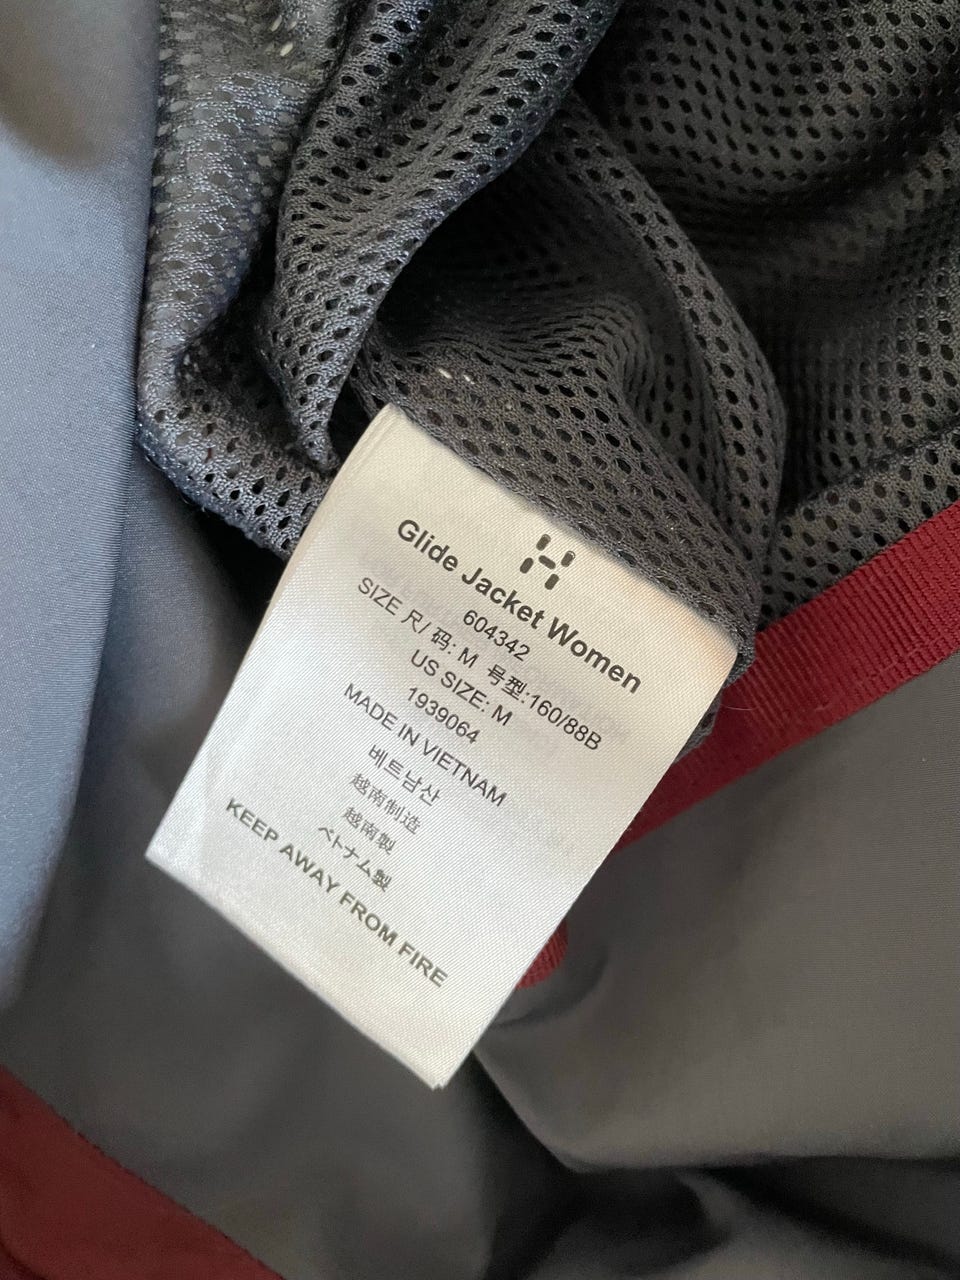 Glide Jacket Women
604342
SIZE 尺/ 码: M 号型:160/88B
US SIZE: M
1939064
MADE IN VIETNAM
베트남산
越南制造
越南製
ベトナム製
KEEP AWAY FROM FIRE